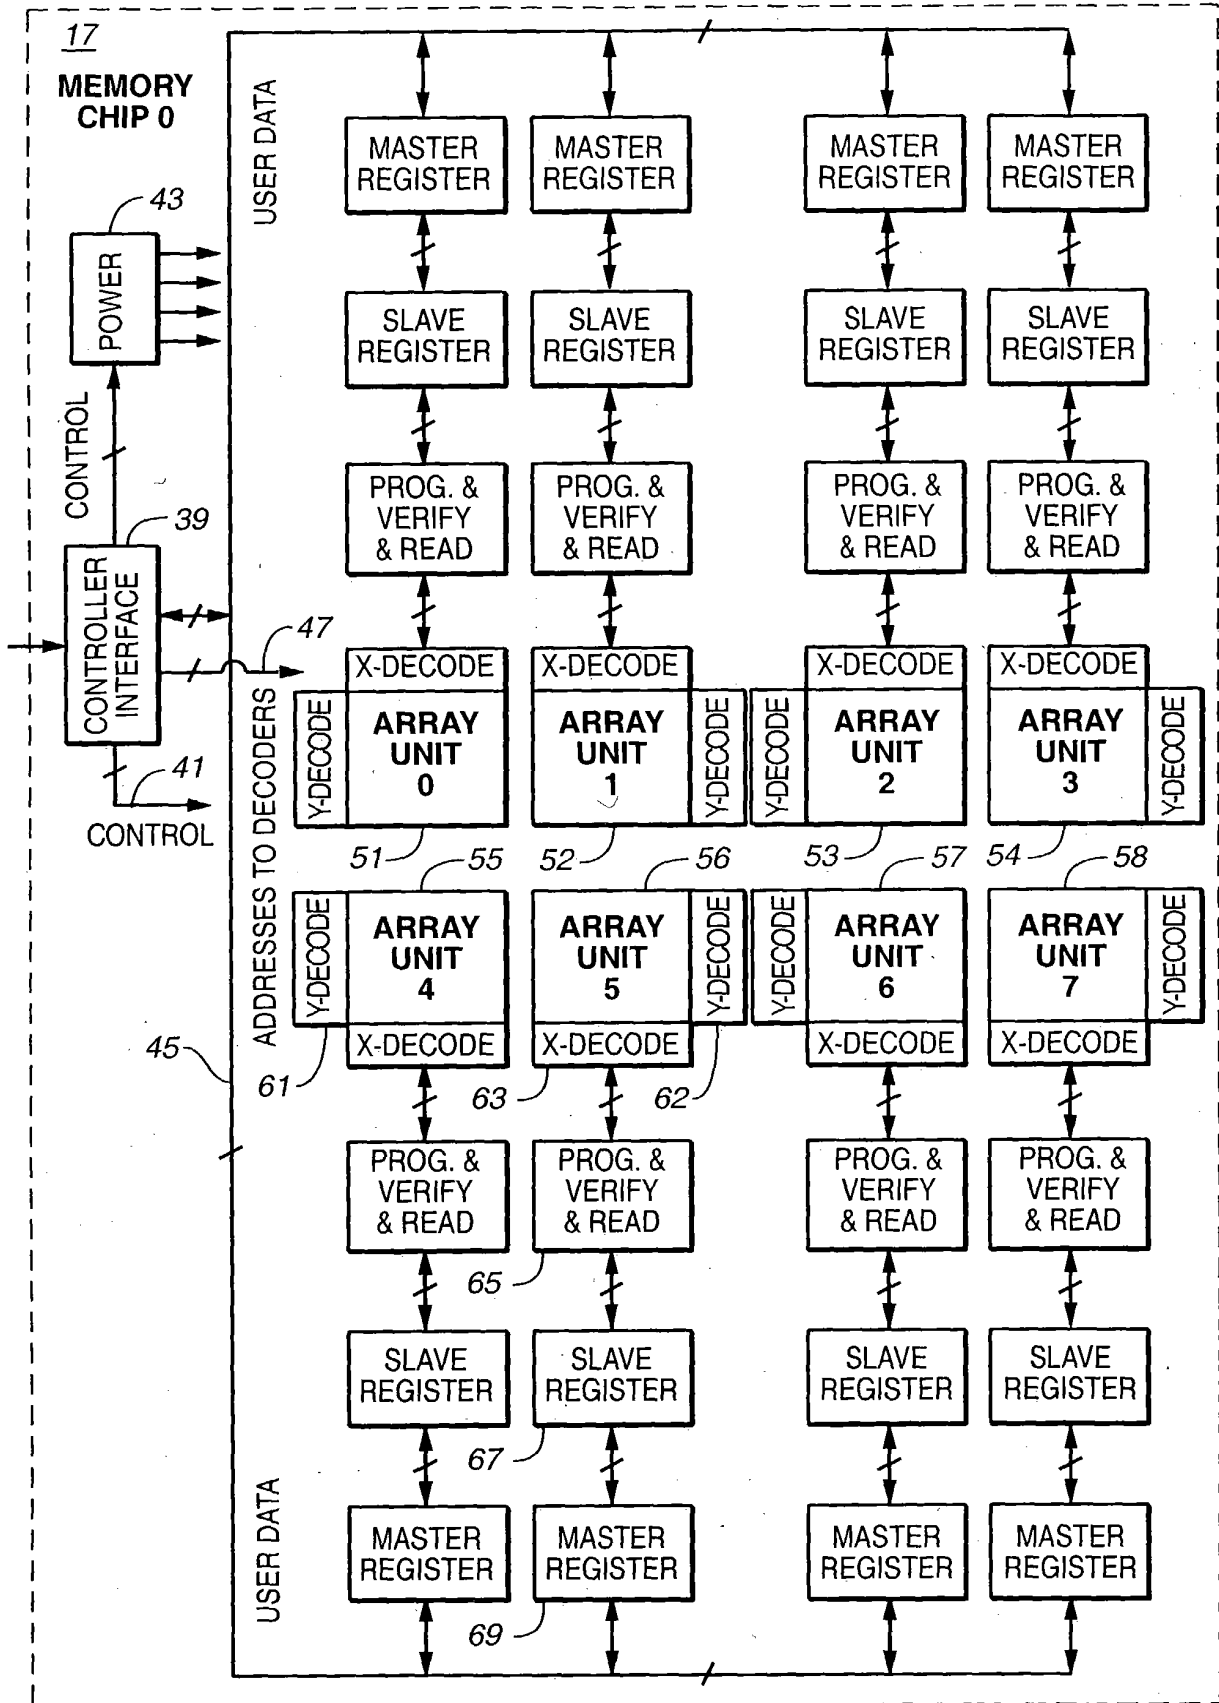 17
MEMORY
CHIP 0
USER DATA
MASTER
REGISTER
MASTER
REGISTER
MASTER
REGISTER
MASTER
REGISTER
43
POWER
SLAVE
REGISTER
SLAVE
REGISTER
SLAVE
REGISTER
SLAVE
REGISTER
CONTROL
PROG. &
VERIFY
& READ
PROG. &
VERIFY
& READ
PROG. &
VERIFY
& READ
PROG. &
VERIFY
& READ
39
CONTROLLER
INTERFACE
47
41
CONTROL
ADDRESSES TO DECODERS
X-DECODE
X-DECODE
X-DECODE
X-DECODE
Y-DECODE
ARRAY
UNIT
0
ARRAY
UNIT
1
Y-DECODE
Y-DECODE
ARRAY
UNIT
2
ARRAY
UNIT
3
Y-DECODE
51
55
52
56
53
57
54
58
Y-DECODE
ARRAY
UNIT
4
ARRAY
UNIT
5
Y-DECODE
Y-DECODE
ARRAY
UNIT
6
ARRAY
UNIT
7
Y-DECODE
X-DECODE
X-DECODE
X-DECODE
X-DECODE
45
61
63
62
PROG. &
VERIFY
& READ
PROG. &
VERIFY
& READ
PROG. &
VERIFY
& READ
PROG. &
VERIFY
& READ
65
SLAVE
REGISTER
SLAVE
REGISTER
SLAVE
REGISTER
SLAVE
REGISTER
67
USER DATA
MASTER
REGISTER
MASTER
REGISTER
MASTER
REGISTER
MASTER
REGISTER
69